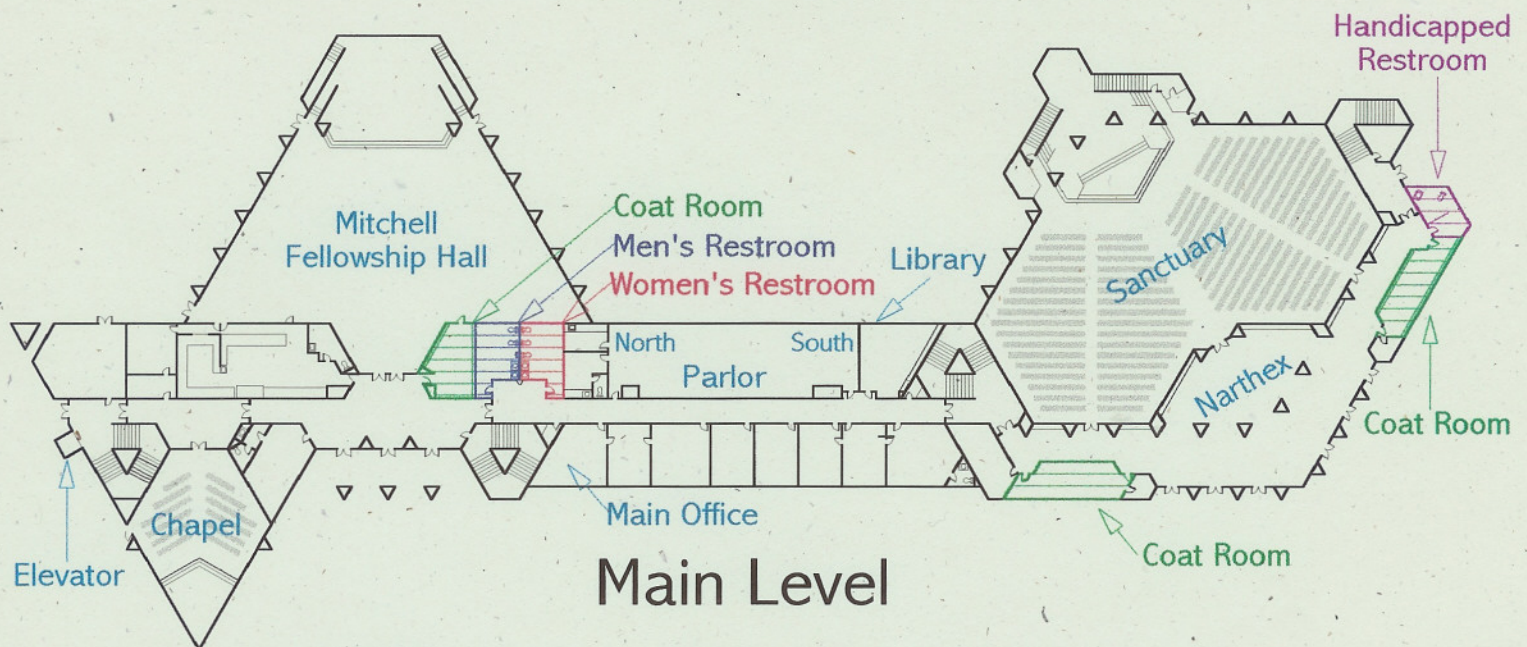 Handicapped
Restroom
Coat Room
Men's Restroom
Women's Restroom
Mitchell
Fellowship Hall
Library
Sanctuary
North
South
Parlor
Narthex
Coat Room
Main Office
Chapel
Elevator
Coat Room
Main Level